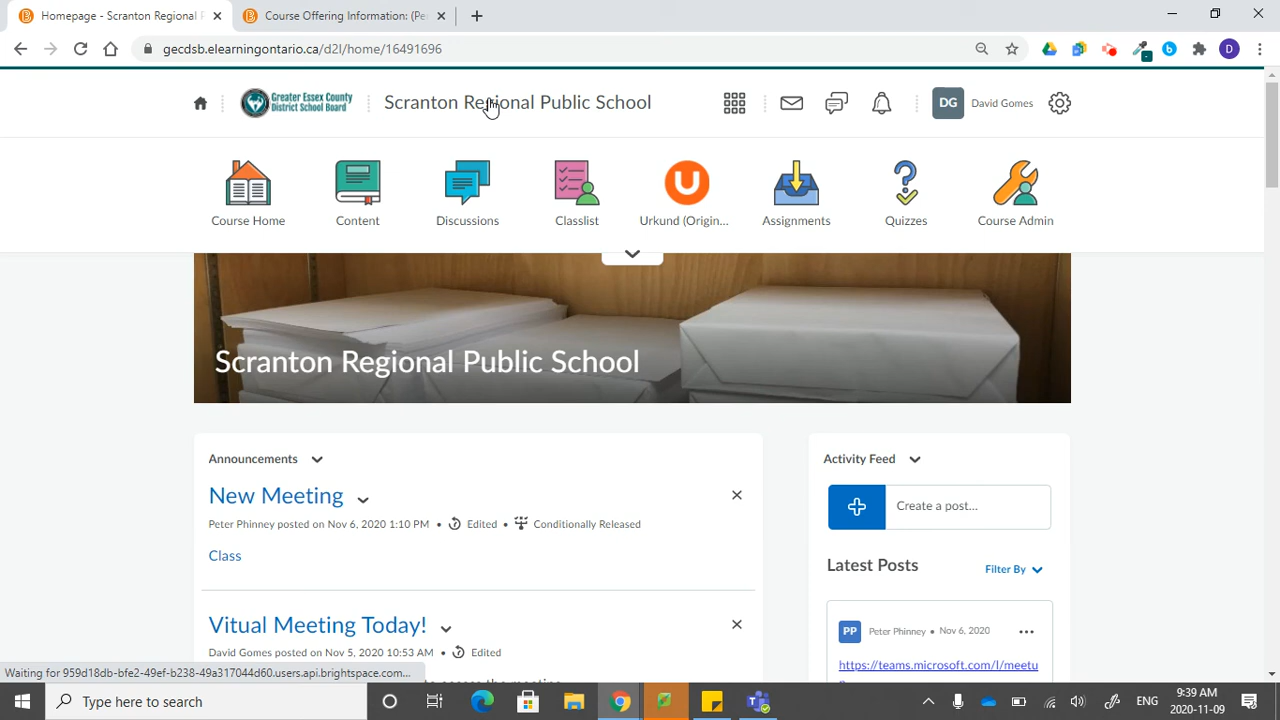 Homepage - Scranton Regional P
Course Offering Information: (Pe
gecdsb.elearningontario.ca/d2l/home/16491696
b
D
Greater Essex County
District School Board
Scranton Regional Public School
DG
David Gomes
U
Course Home
Content
Discussions
Classlist
Urkund (Origin...
Assignments
Quizzes
Course Admin
Scranton Regional Public School
Announcements
Activity Feed
New Meeting
Create a post...
Peter Phinney posted on Nov 6, 2020 1:10 PM • Edited • Conditionally Released
Class
Latest Posts
Filter By
Vitual Meeting Today!
PP
Peter Phinney • Nov 6, 2020
David Gomes posted on Nov 5, 2020 10:53 AM • Edited
https://teams.microsoft.com/l/meetu
Waiting for 959d18db-bfe2-49ef-b238-49a317044d60.users.api.brightspace.com...
Type here to search
ENG
9:39 AM
2020-11-09